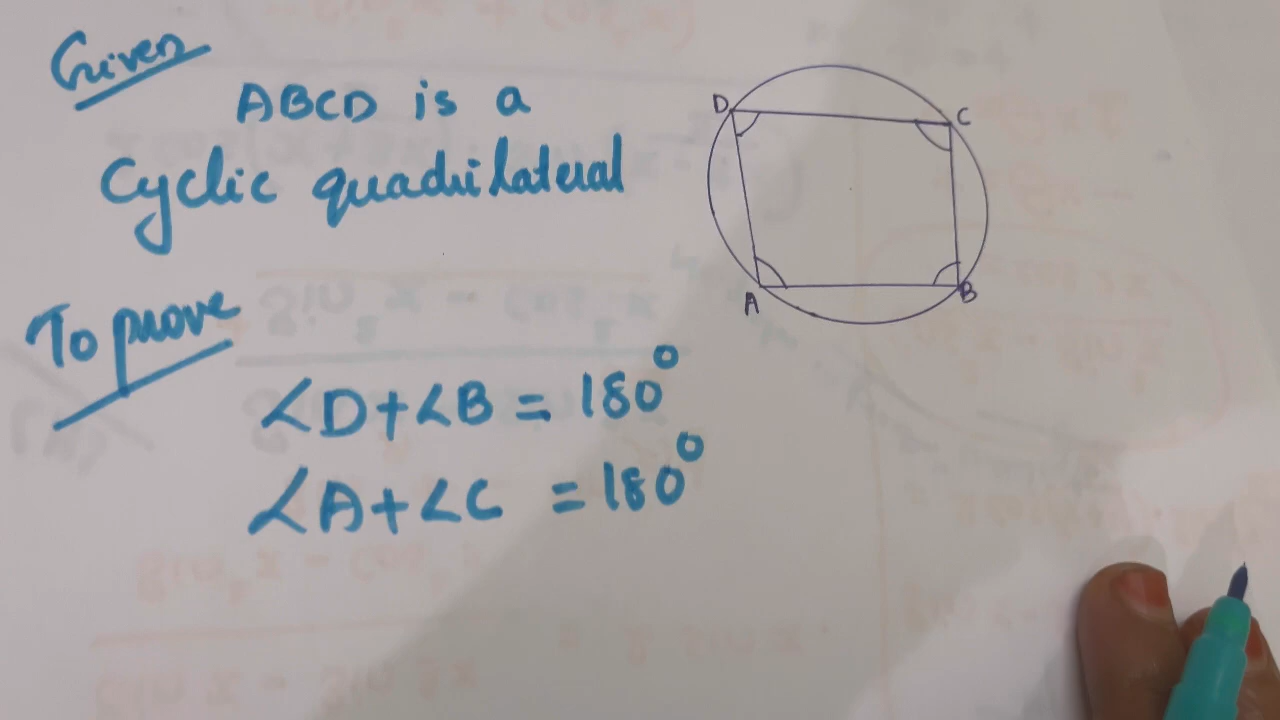 Given
ABCD is a
Cyclic quadrilateral
D
C
A
B
To prove
∠D+∠B = 180°
∠A+∠C = 180°